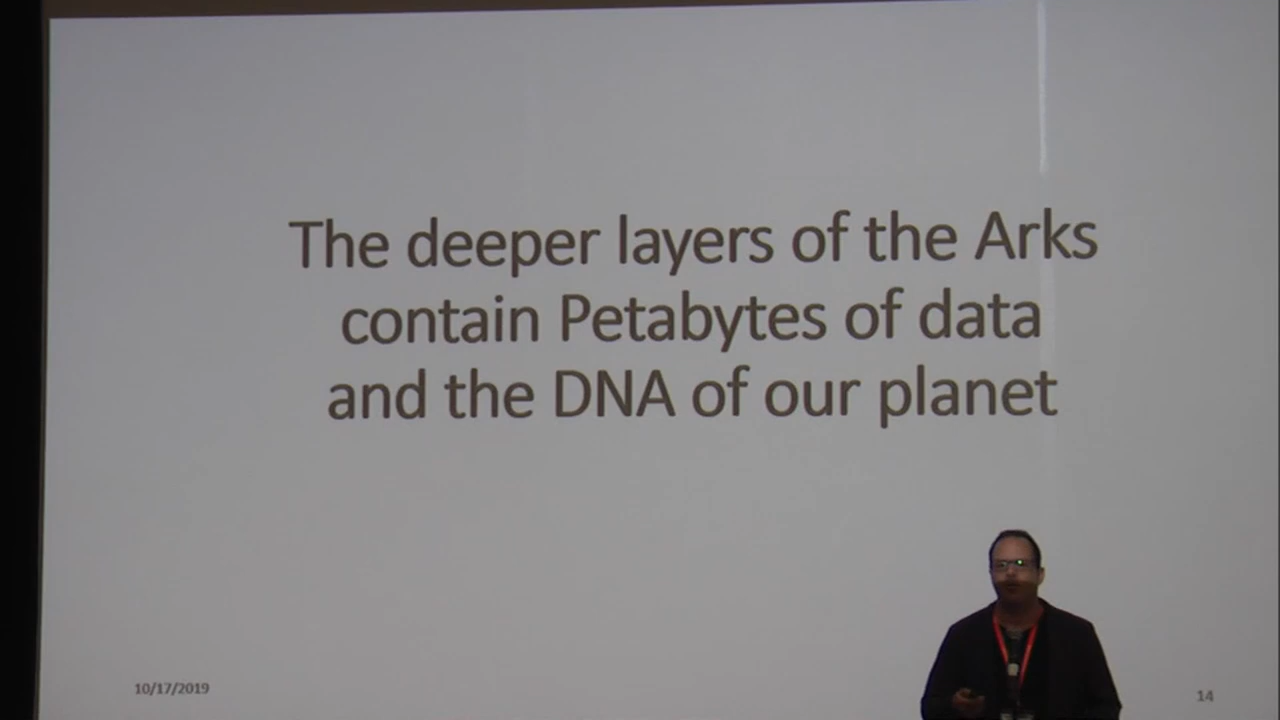 The deeper layers of the Arks
contain Petabytes of data
and the DNA of our planet
10/17/2019
14